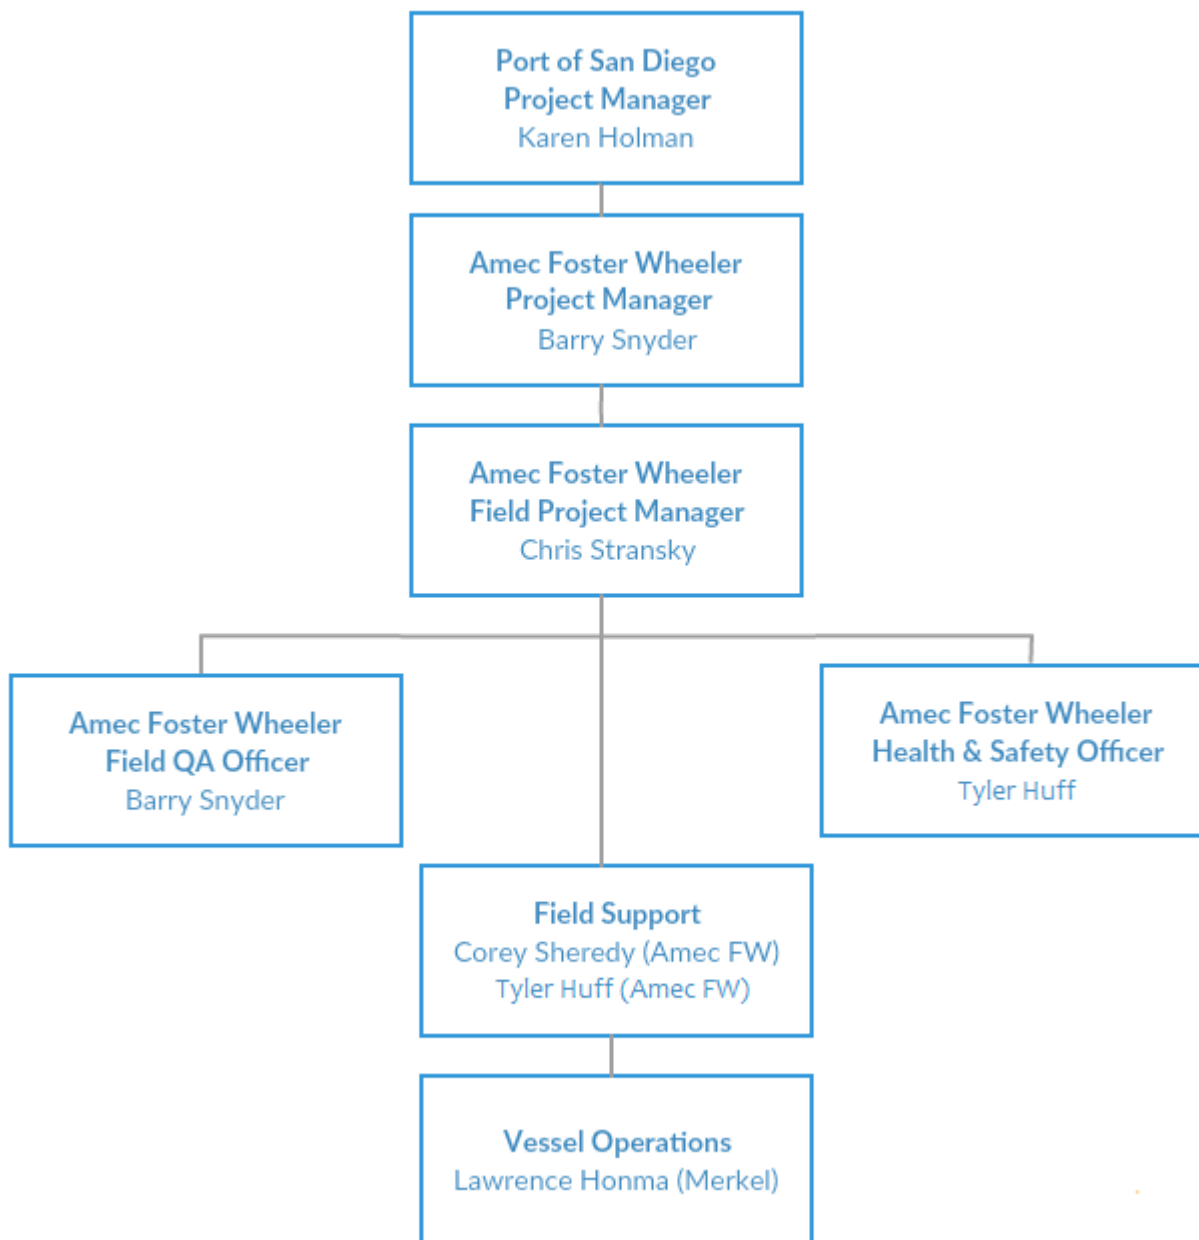 Port of San Diego
Project Manager
Karen Holman
Amec Foster Wheeler
Project Manager
Barry Snyder
Amec Foster Wheeler
Field Project Manager
Chris Stransky
Amec Foster Wheeler
Field QA Officer
Barry Snyder
Amec Foster Wheeler
Health & Safety Officer
Tyler Huff
Field Support
Corey Sheredy (Amec FW)
Tyler Huff (Amec FW)
Vessel Operations
Lawrence Honma (Merkel)